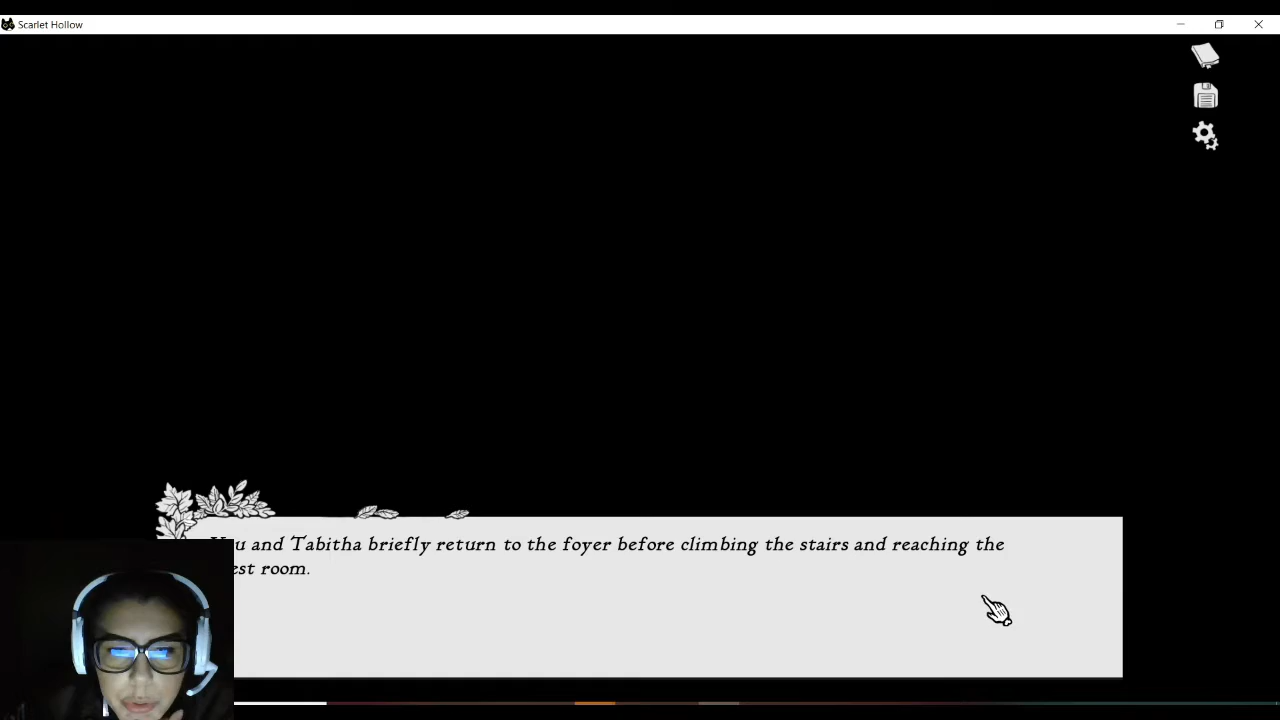 Scarlet Hollow
and Tabitha briefly return to the foyer before climbing the stairs and reaching the
room.